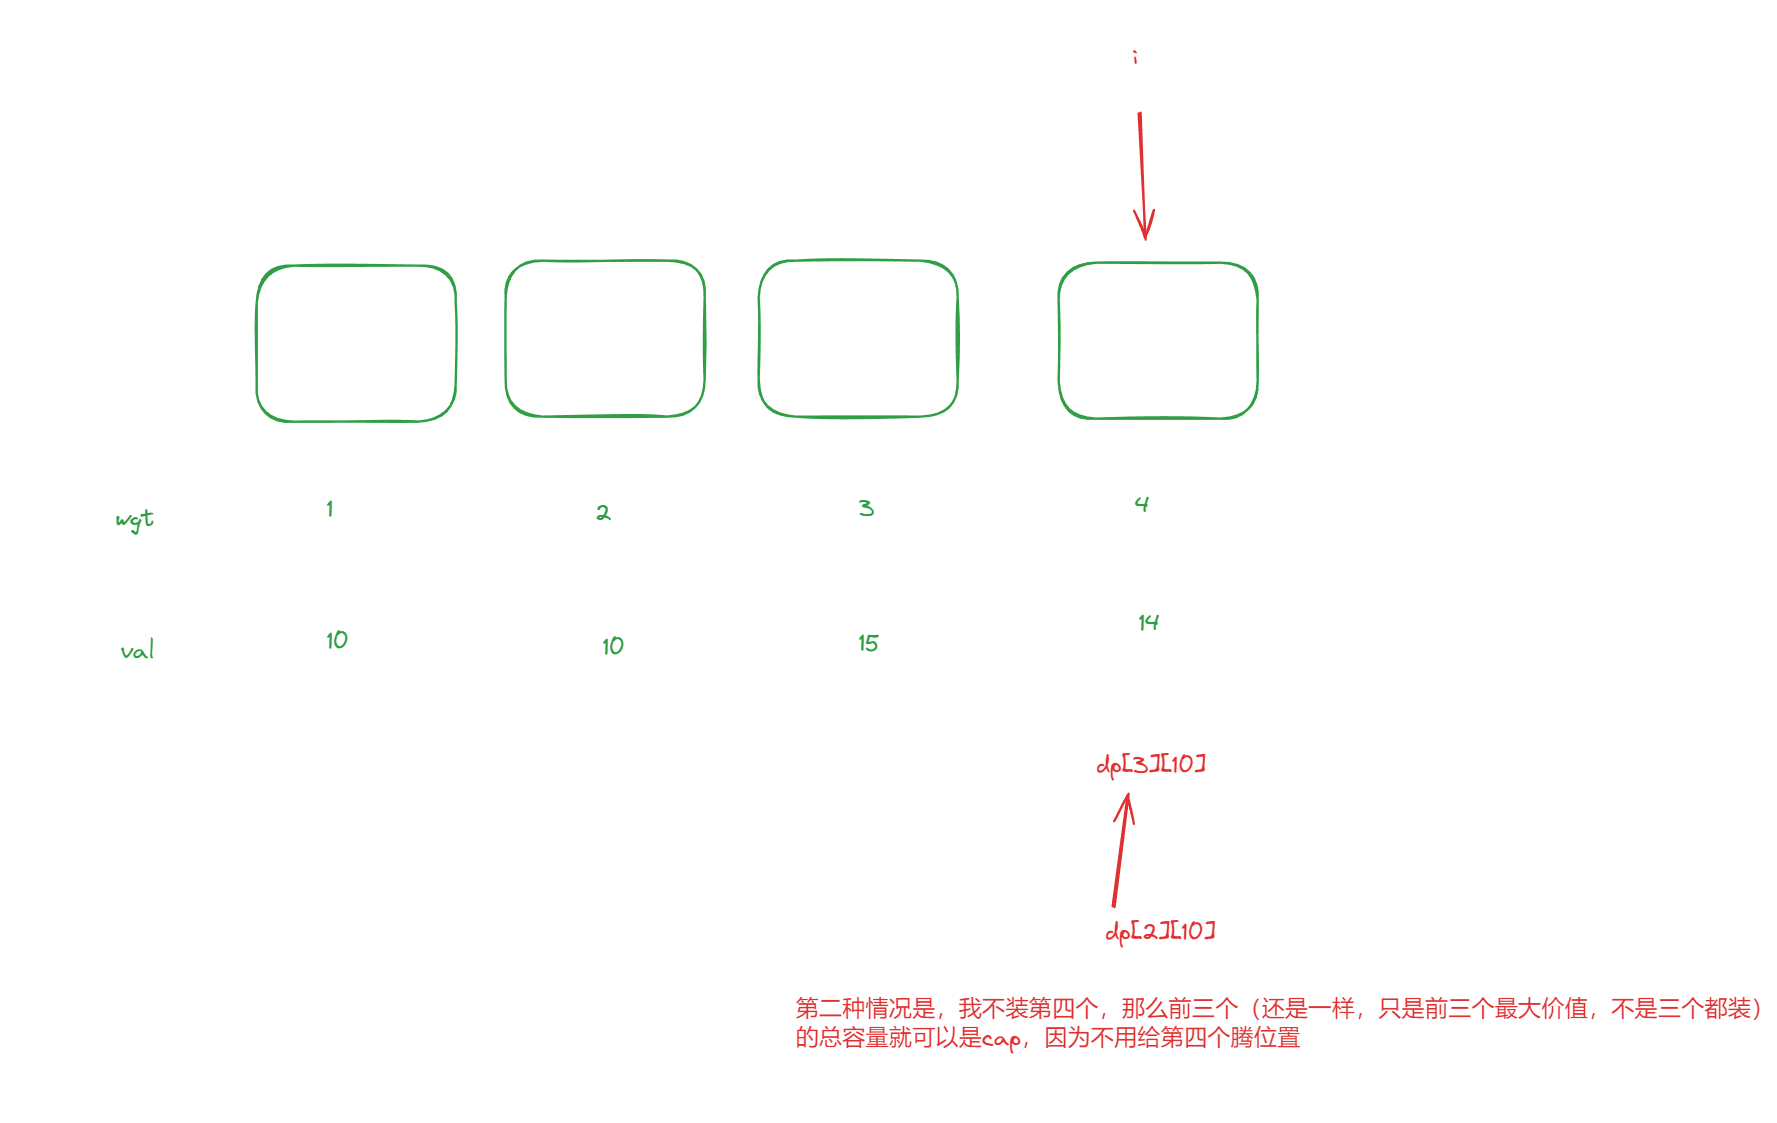 i
wgt 1 2 3 4
val 10 10 15 14
dp[3][10]
dp[2][10]
第二种情况是，我不装第四个，那么前三个（还是一样，只是前三个最大价值，不是三个都装）
的总容量就可以是cap，因为不用给第四个腾位置